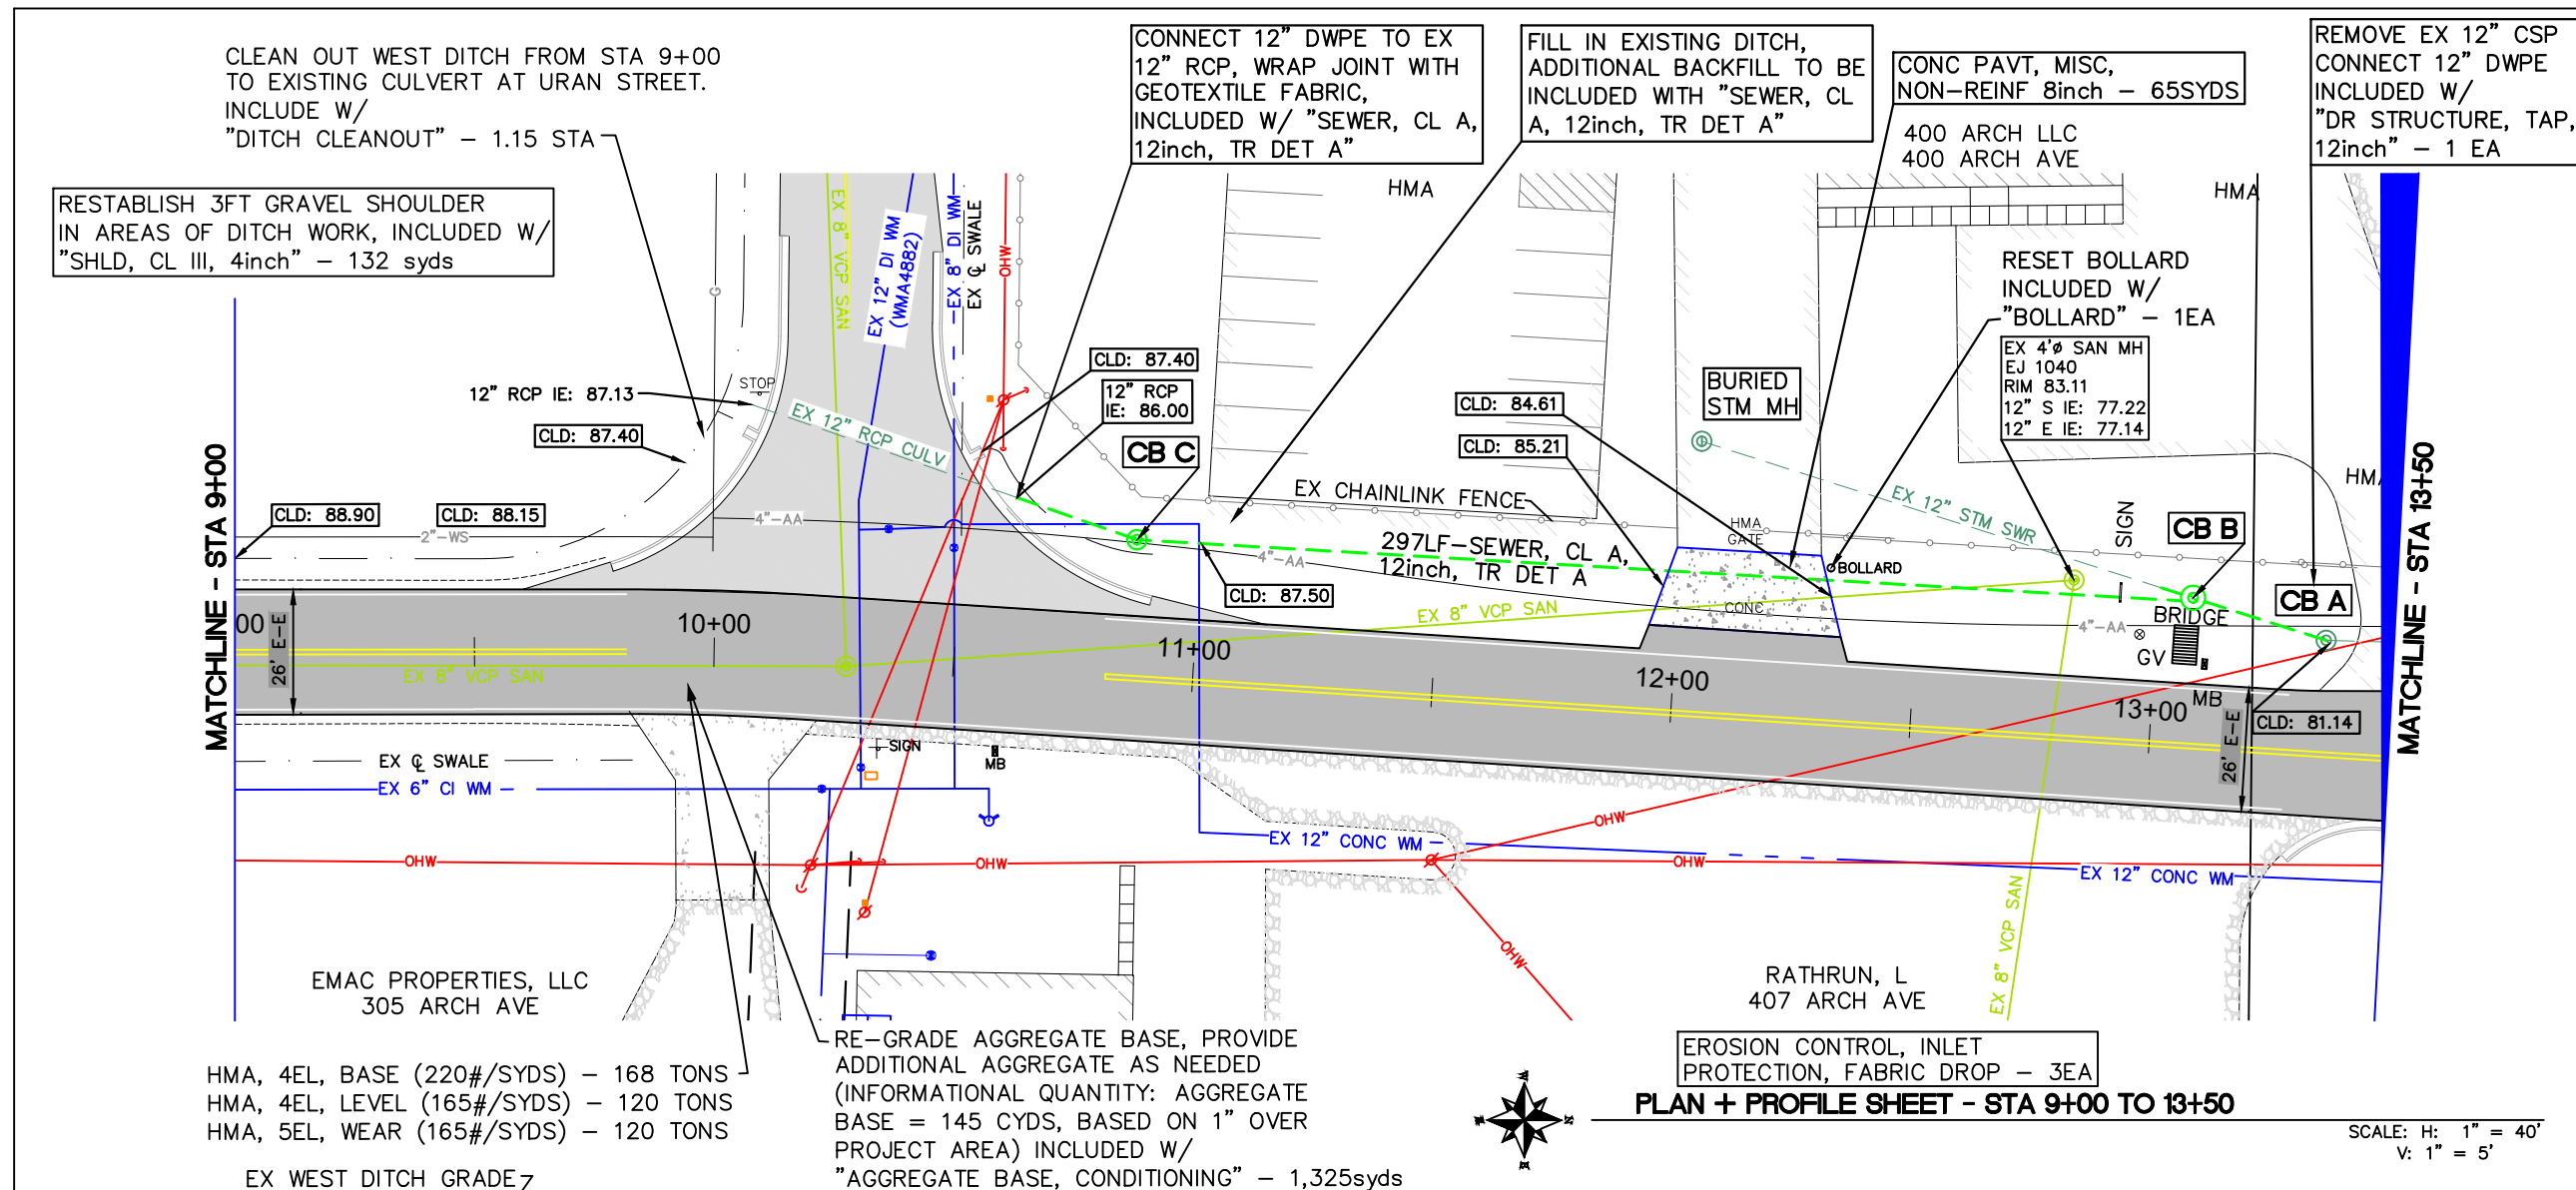 CLEAN OUT WEST DITCH FROM STA 9+00
TO EXISTING CULVERT AT URAN STREET.
INCLUDE W/
"DITCH CLEANOUT" – 1.15 STA
RESTABLISH 3FT GRAVEL SHOULDER
IN AREAS OF DITCH WORK, INCLUDED W/
"SHLD, CL III, 4inch" – 132 syds
CONNECT 12" DWPE TO EX
12" RCP, WRAP JOINT WITH
GEOTEXTILE FABRIC,
INCLUDED W/ "SEWER, CL A,
12inch, TR DET A"
FILL IN EXISTING DITCH,
ADDITIONAL BACKFILL TO BE
INCLUDED WITH "SEWER, CL
A, 12inch, TR DET A"
CONC PAVT, MISC,
NON-REINF 8inch – 65SYDS
400 ARCH LLC
400 ARCH AVE
REMOVE EX 12" CSP
CONNECT 12" DWPE
INCLUDED W/
"DR STRUCTURE, TAP,
12inch" – 1 EA
HMA
HMA
HMA
RESET BOLLARD
INCLUDED W/
"BOLLARD" – 1EA
EX 4'ø SAN MH
EJ 1040
RIM 83.11
12" S IE: 77.22
12" E IE: 77.14
EX 8" VCP SAN
EX 12" DI WM
(WMA4882)
EX 8" DI WM
EX ℄ SWALE
OHW
G
STOP
12" RCP IE: 87.13
CLD: 87.40
CLD: 87.40
12" RCP
IE: 86.00
EX 12" RCP CULV
CB C
BURIED
STM MH
CLD: 84.61
CLD: 85.21
EX CHAINLINK FENCE
EX 12" STM SWR
SIGN
CB B
CB A
MATCHLINE - STA 9+00
CLD: 88.90
CLD: 88.15
2"-WS
4"-AA
297LF-SEWER, CL A,
12inch, TR DET A
4"-AA
CLD: 87.50
HMA
GATE
BOLLARD
CONC
EX 8" VCP SAN
4"-AA
BRIDGE
GV
MB
CLD: 81.14
MATCHLINE - STA 13+50
00
26' E-E
10+00
11+00
12+00
13+00
26' E-E
EX 8" VCP SAN
EX ℄ SWALE
SIGN
MB
EX 6" CI WM
EX 12" CONC WM
OHW
OHW
OHW
OHW
OHW
EX 12" CONC WM
EX 8" VCP SAN
EMAC PROPERTIES, LLC
305 ARCH AVE
RATHRUN, L
407 ARCH AVE
HMA, 4EL, BASE (220#/SYDS) – 168 TONS
HMA, 4EL, LEVEL (165#/SYDS) – 120 TONS
HMA, 5EL, WEAR (165#/SYDS) – 120 TONS
EX WEST DITCH GRADE
RE-GRADE AGGREGATE BASE, PROVIDE
ADDITIONAL AGGREGATE AS NEEDED
(INFORMATIONAL QUANTITY: AGGREGATE
BASE = 145 CYDS, BASED ON 1" OVER
PROJECT AREA) INCLUDED W/
"AGGREGATE BASE, CONDITIONING" – 1,325syds
EROSION CONTROL, INLET
PROTECTION, FABRIC DROP – 3EA
PLAN + PROFILE SHEET - STA 9+00 TO 13+50
SCALE: H: 1" = 40'
V: 1" = 5'